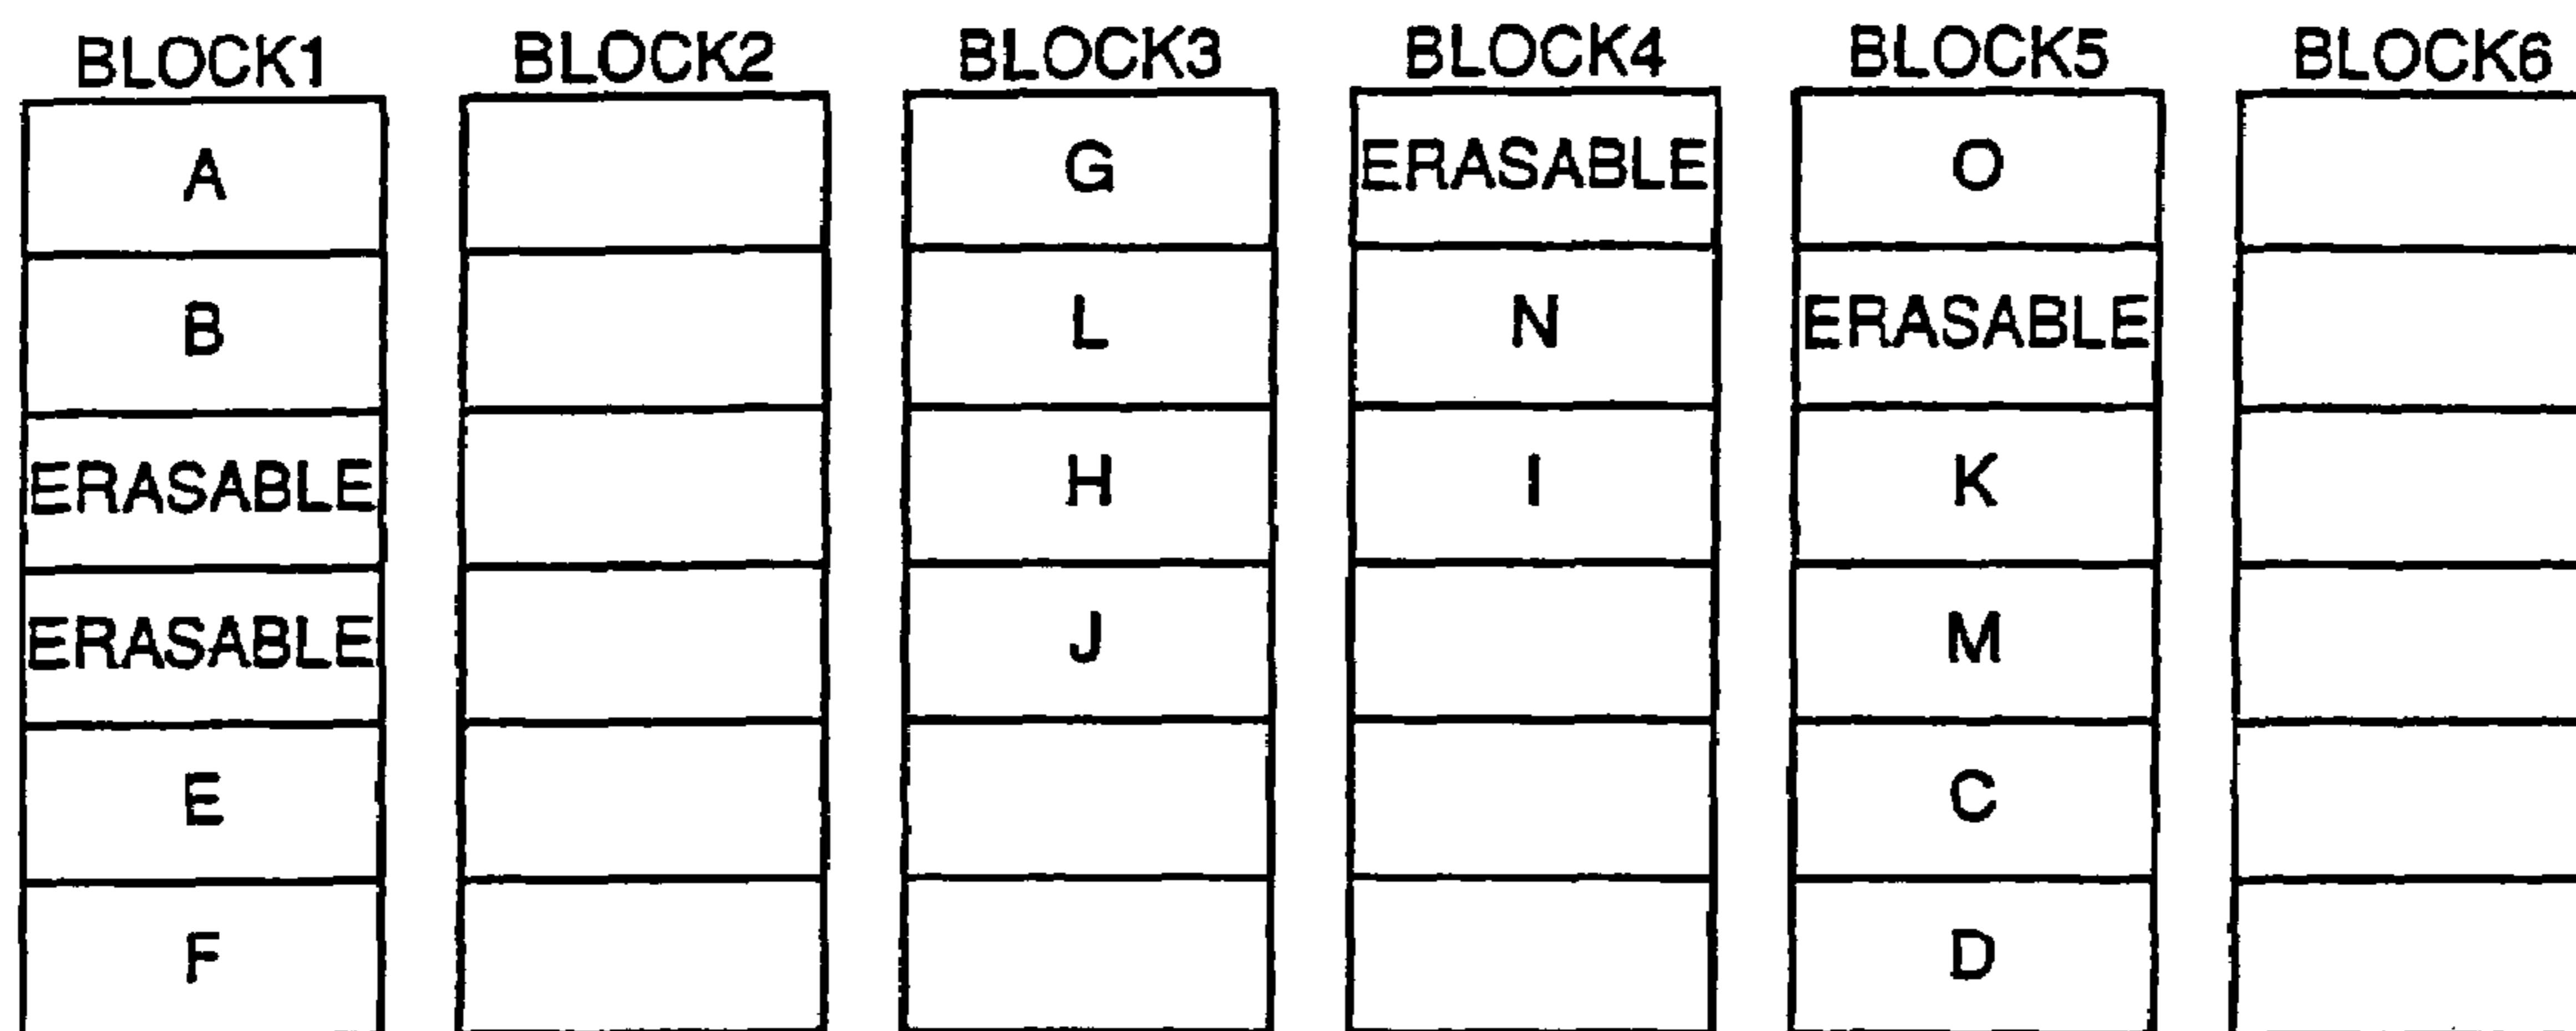 BLOCK1 BLOCK2 BLOCK3 BLOCK4 BLOCK5 BLOCK6
A G ERASABLE O
B L N ERASABLE
ERASABLE H I K
ERASABLE J M
E C
F D